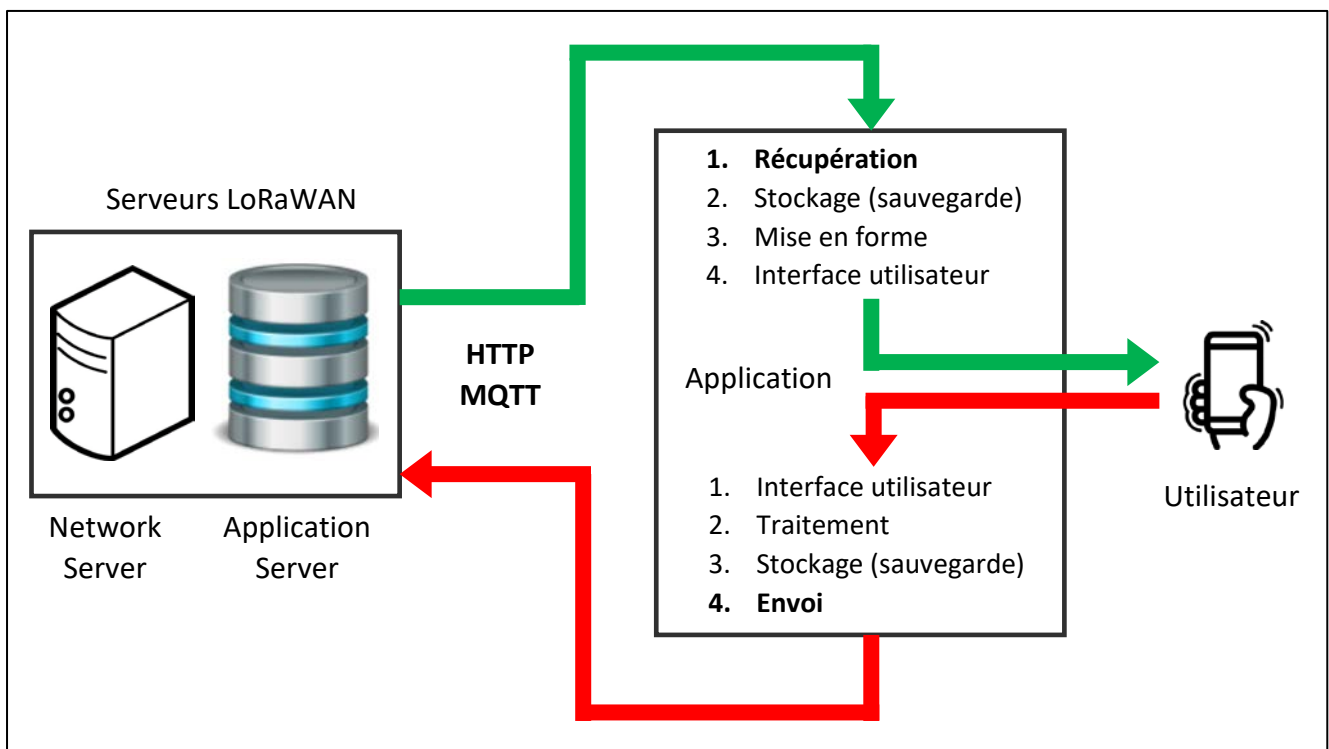 Serveurs LoRaWAN
Network
Server
Application
Server
HTTP
MQTT
1. Récupération
2. Stockage (sauvegarde)
3. Mise en forme
4. Interface utilisateur
Application
1. Interface utilisateur
2. Traitement
3. Stockage (sauvegarde)
4. Envoi
Utilisateur